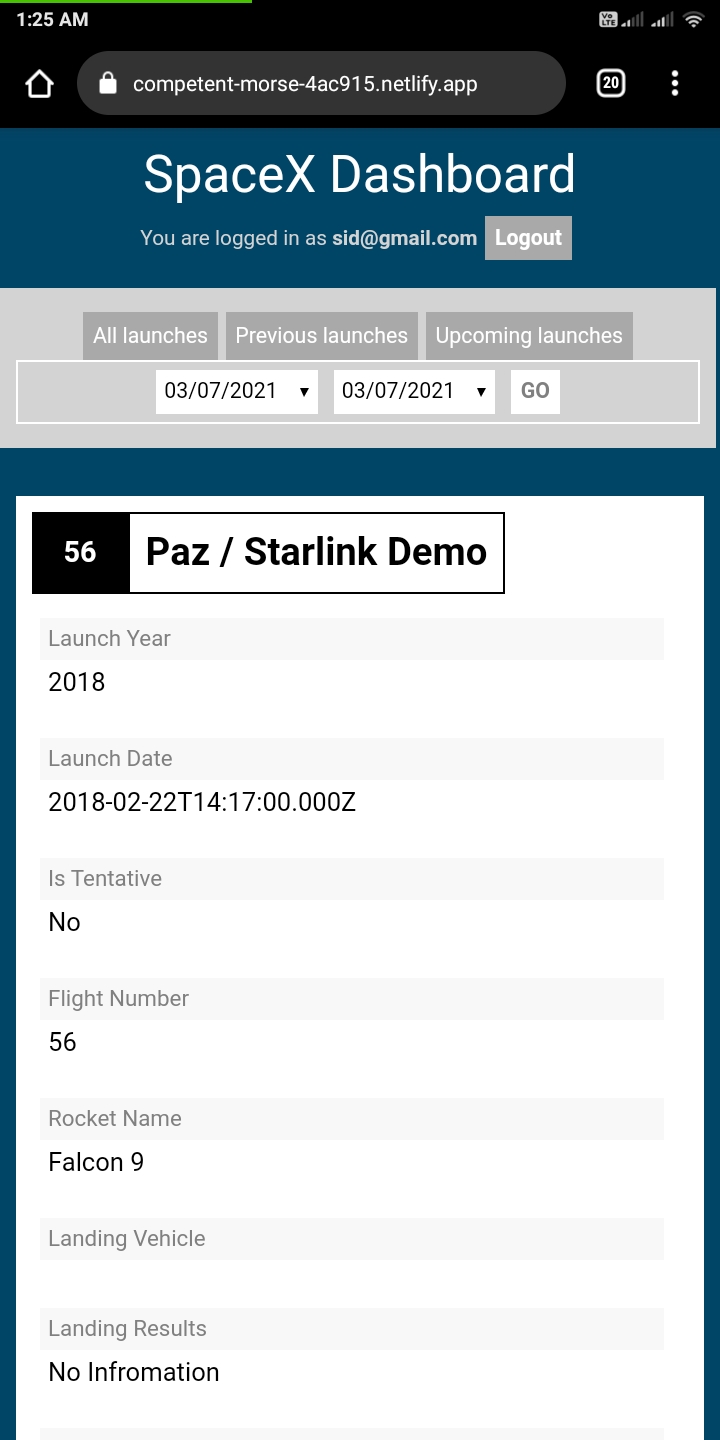 1:25 AM
Vo LTE
competent-morse-4ac915.netlify.app
20
SpaceX Dashboard
You are logged in as sid@gmail.com Logout
All launches Previous launches Upcoming launches
03/07/2021 03/07/2021 GO
56 Paz / Starlink Demo
Launch Year
2018
Launch Date
2018-02-22T14:17:00.000Z
Is Tentative
No
Flight Number
56
Rocket Name
Falcon 9
Landing Vehicle
Landing Results
No Infromation